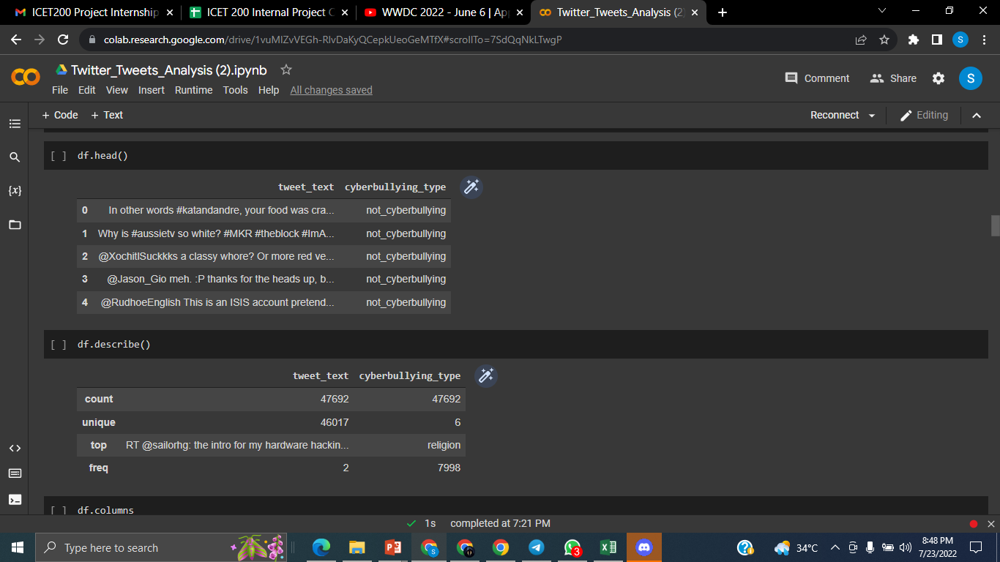 ICET200 Project Internship
ICET 200 Internal Project C
WWDC 2022 - June 6 | Ap
Twitter_Tweets_Analysis (2
colab.research.google.com/drive/1vuMlZvVEGh-RlvDaKyQCepkUeoGeMTfX#scrollTo=7SdQqNkLTwgP
S
Twitter_Tweets_Analysis (2).ipynb
File Edit View Insert Runtime Tools Help All changes saved
Comment Share S
+ Code + Text
Reconnect Editing
[ ] df.head()
tweet_text cyberbullying_type
0 In other words #katandandre, your food was cra... not_cyberbullying
1 Why is #aussietv so white? #MKR #theblock #ImA... not_cyberbullying
2 @XochitlSuckkks a classy whore? Or more red ve... not_cyberbullying
3 @Jason_Gio meh. :P thanks for the heads up, b... not_cyberbullying
4 @RudhoeEnglish This is an ISIS account pretend... not_cyberbullying
[ ] df.describe()
tweet_text cyberbullying_type
count 47692 47692
unique 46017 6
top RT @sailorhg: the intro for my hardware hackin... religion
freq 2 7998
[ ] df.columns
1s completed at 7:21 PM
Type here to search
3
34°C
8:48 PM
7/23/2022